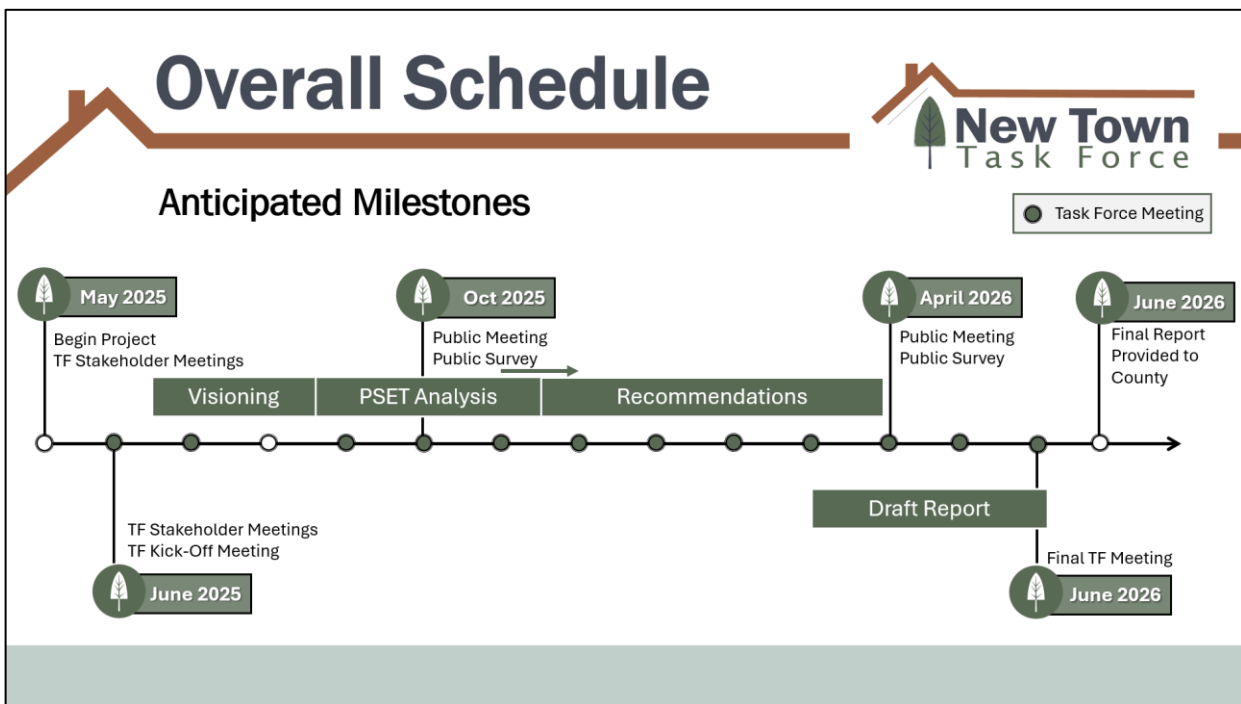 Overall Schedule
New Town
Task Force
Anticipated Milestones
Task Force Meeting
May 2025
Begin Project
TF Stakeholder Meetings
Oct 2025
Public Meeting
Public Survey
April 2026
Public Meeting
Public Survey
June 2026
Final Report
Provided to
County
Visioning
PSET Analysis
Recommendations
Draft Report
TF Stakeholder Meetings
TF Kick-Off Meeting
June 2025
Final TF Meeting
June 2026